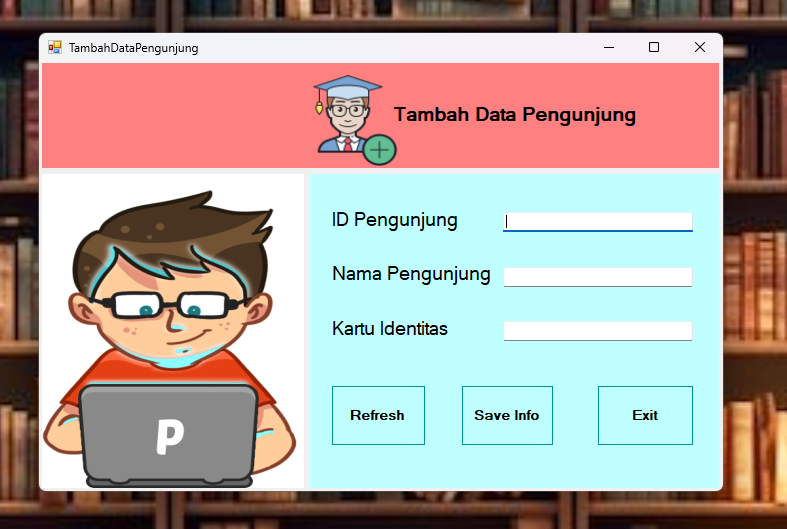 TambahDataPengunjung
Tambah Data Pengunjung
ID Pengunjung
Nama Pengunjung
Kartu Identitas
Refresh
Save Info
Exit
P